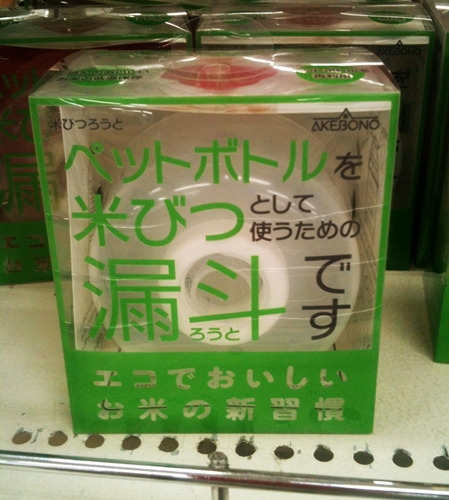 米びつろうと
AKEBONO
ペットボトルを
米びつとして
使うための
漏斗です
ろうと
エコでおいしい
お米の新習慣